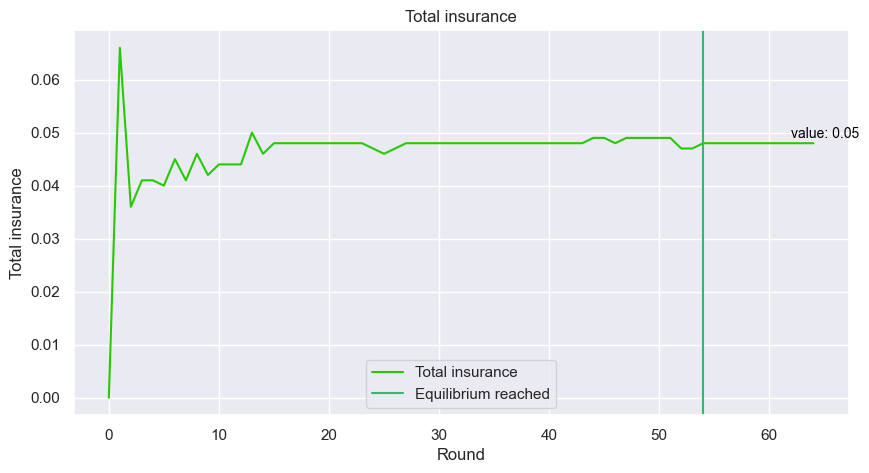 Total insurance
Total insurance
0.06
0.05
0.04
0.03
0.02
0.01
0.00
value: 0.05
Total insurance
Equilibrium reached
0 10 20 30 40 50 60
Round